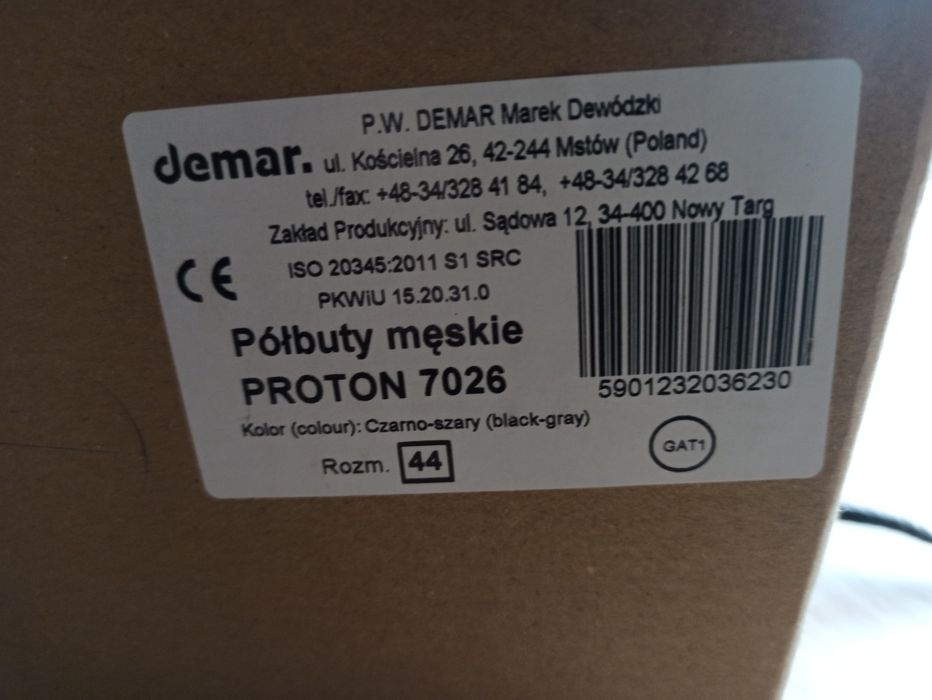 P.W. DEMAR Marek Dewódzki
demar. ul. Kościelna 26, 42-244 Mstów (Poland)
tel./fax: +48-34/328 41 84, +48-34/328 42 68
Zakład Produkcyjny: ul. Sądowa 12, 34-400 Nowy Targ
CE ISO 20345:2011 S1 SRC
PKWiU 15.20.31.0
Półbuty męskie
PROTON 7026
5901232036230
Kolor (colour): Czarno-szary (black-gray)
Rozm. 44
GAT1